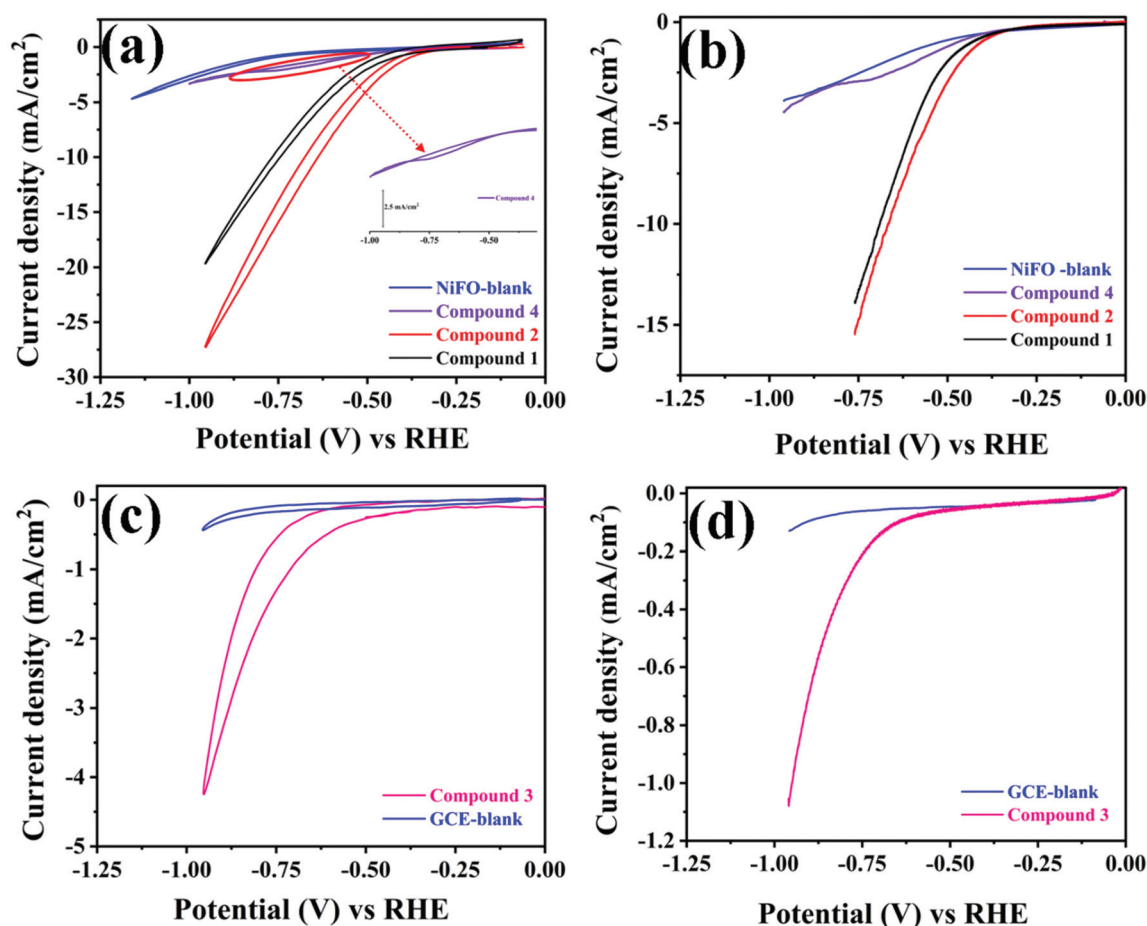 (a)
Current density (mA/cm²)
0
-5
-10
-15
-20
-25
-30
-1.25
-1.00
-0.75
-0.50
-0.25
0.00
Potential (V) vs RHE
NiFO-blank
Compound 4
Compound 2
Compound 1
2.5 mA/cm²
Compound 4
-1.00
-0.75
-0.50
(b)
Current density (mA/cm²)
0
-5
-10
-15
-1.25
-1.00
-0.75
-0.50
-0.25
0.00
Potential (V) vs RHE
NiFO -blank
Compound 4
Compound 2
Compound 1
(c)
Current density (mA/cm²)
0
-1
-2
-3
-4
-5
-1.25
-1.00
-0.75
-0.50
-0.25
0.00
Potential (V) vs RHE
Compound 3
GCE-blank
(d)
Current density (mA/cm²)
0.0
-0.2
-0.4
-0.6
-0.8
-1.0
-1.2
-1.25
-1.00
-0.75
-0.50
-0.25
0.00
Potential (V) vs RHE
GCE-blank
Compound 3